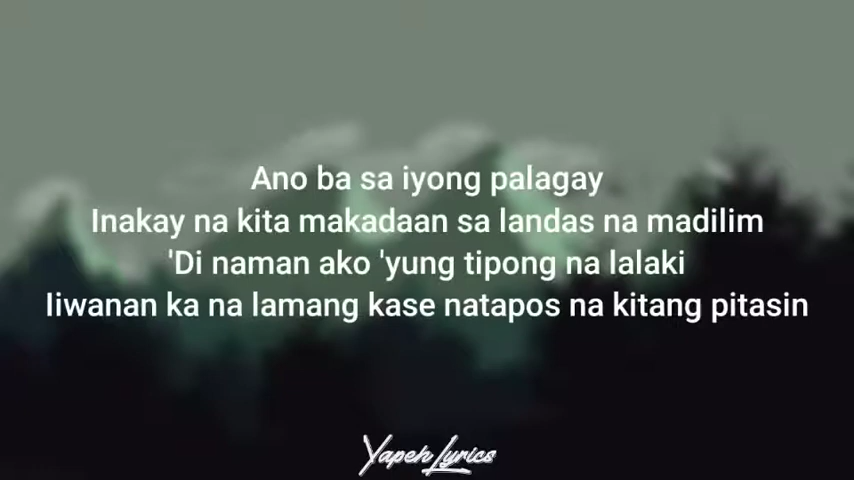 Ano ba sa iyong palagay
Inakay na kita makadaan sa landas na madilim
'Di naman ako 'yung tipong na lalaki
Iiwanan ka na lamang kase natapos na kitang pitasin
Yapeh Lyrics